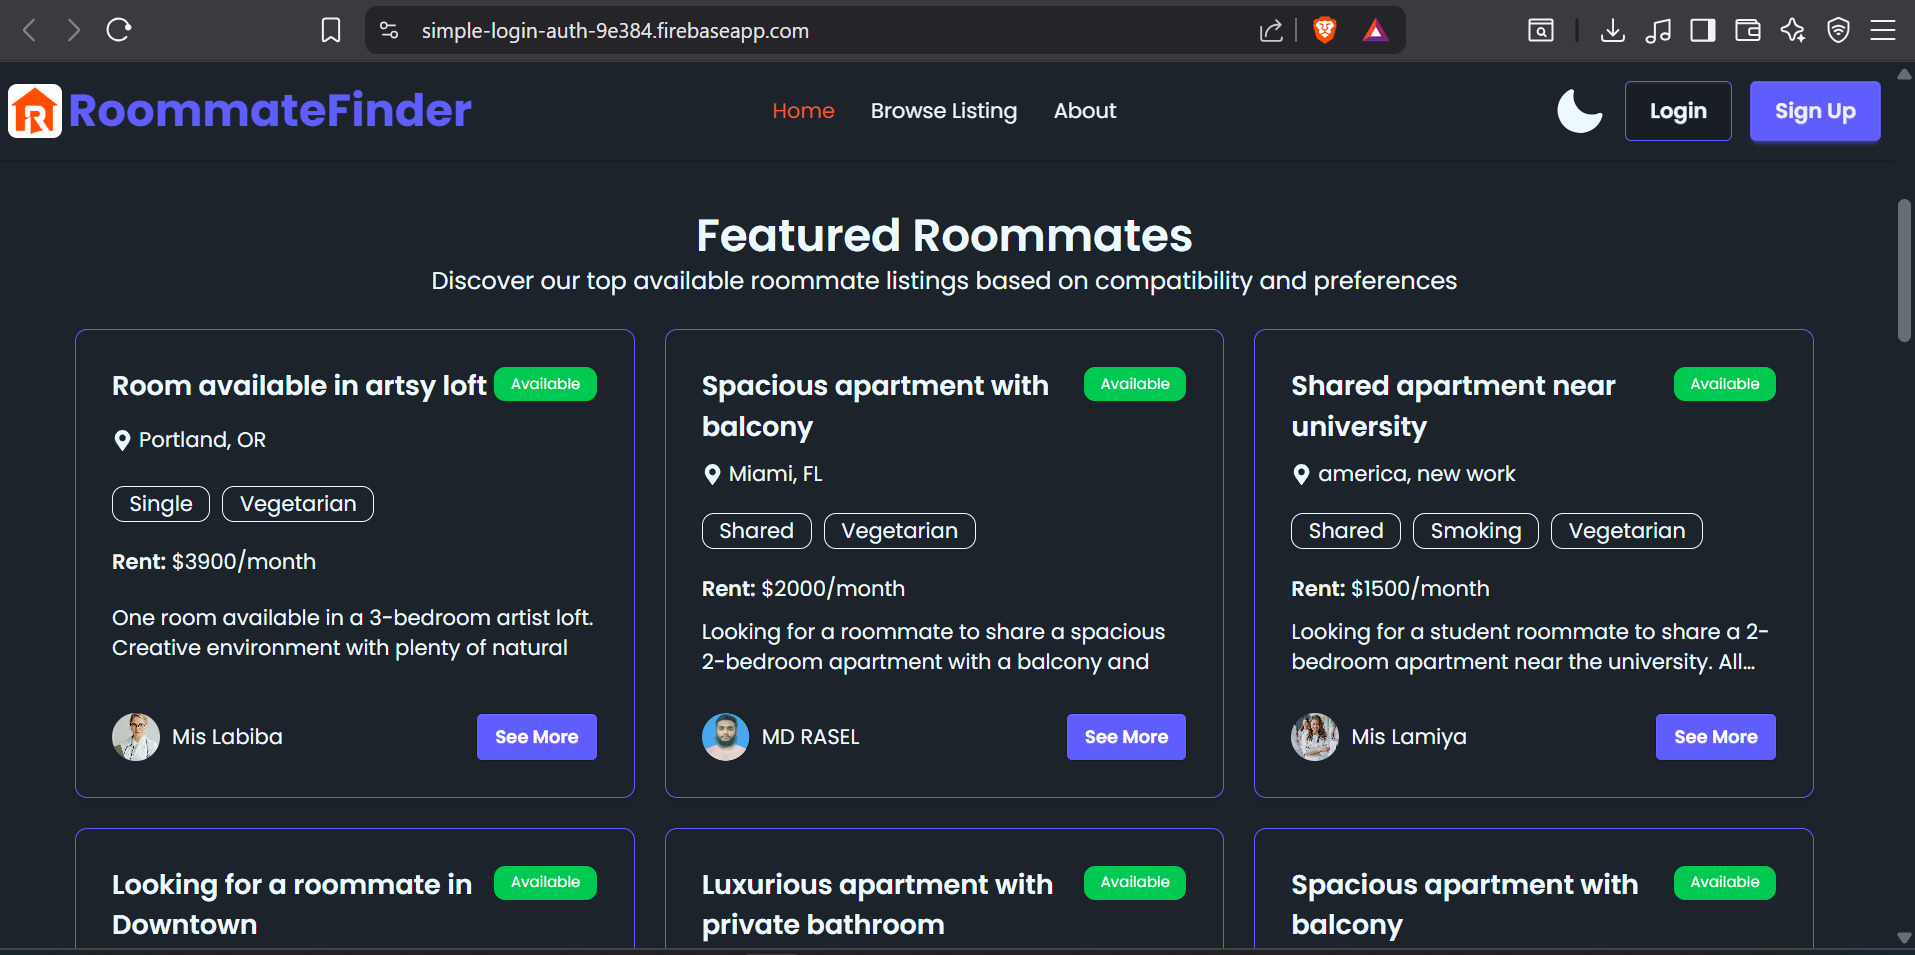 simple-login-auth-9e384.firebaseapp.com
RoommateFinder
Home
Browse Listing
About
Login
Sign Up
Featured Roommates
Discover our top available roommate listings based on compatibility and preferences
Room available in artsy loft
Available
Portland, OR
Single
Vegetarian
Rent: $3900/month
One room available in a 3-bedroom artist loft.
Creative environment with plenty of natural
Mis Labiba
See More
Spacious apartment with
balcony
Available
Miami, FL
Shared
Vegetarian
Rent: $2000/month
Looking for a roommate to share a spacious
2-bedroom apartment with a balcony and
MD RASEL
See More
Shared apartment near
university
Available
america, new work
Shared
Smoking
Vegetarian
Rent: $1500/month
Looking for a student roommate to share a 2-
bedroom apartment near the university. All...
Mis Lamiya
See More
Looking for a roommate in
Downtown
Available
Luxurious apartment with
private bathroom
Available
Spacious apartment with
balcony
Available